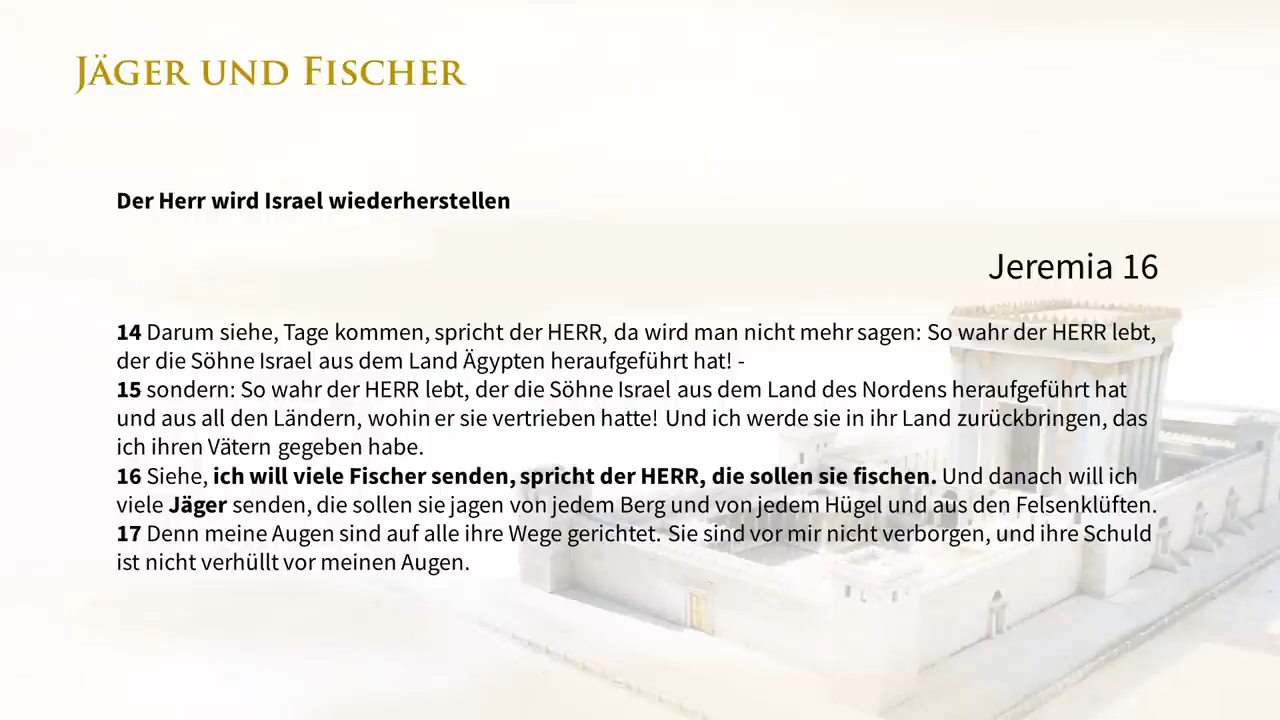 Jäger und Fischer
Der Herr wird Israel wiederherstellen
Jeremia 16
14 Darum siehe, Tage kommen, spricht der HERR, da wird man nicht mehr sagen: So wahr der HERR lebt,
der die Söhne Israel aus dem Land Ägypten heraufgeführt hat! -
15 sondern: So wahr der HERR lebt, der die Söhne Israel aus dem Land des Nordens heraufgeführt hat
und aus all den Ländern, wohin er sie vertrieben hatte! Und ich werde sie in ihr Land zurückbringen, das
ich ihren Vätern gegeben habe.
16 Siehe, ich will viele Fischer senden, spricht der HERR, die sollen sie fischen. Und danach will ich
viele Jäger senden, die sollen sie jagen von jedem Berg und von jedem Hügel und aus den Felsenklüften.
17 Denn meine Augen sind auf alle ihre Wege gerichtet. Sie sind vor mir nicht verborgen, und ihre Schuld
ist nicht verhüllt vor meinen Augen.